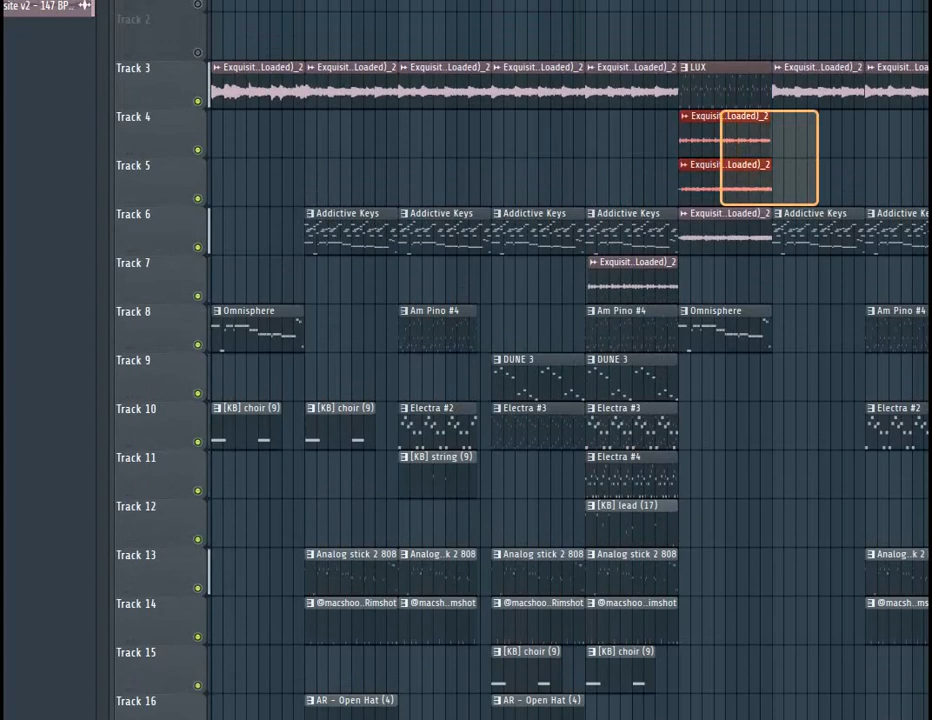 site v2 - 147 BP..
Track 2
Track 3
Exquisit..Loaded)_2 Exquisit..Loaded)_2 Exquisit..Loaded)_2 Exquisit..Loaded)_2 Exquisit..Loaded)_2 LUX Exquisit..Loaded)_2 Exquisit..Loa
Track 4
Exquisit..Loaded)_2
Track 5
Exquisit..Loaded)_2
Track 6
Addictive Keys Addictive Keys Addictive Keys Addictive Keys Exquisit..Loaded)_2 Addictive Keys Addictive Ke
Track 7
Exquisit..Loaded)_2
Track 8
Omnisphere Am Pino #4 Am Pino #4 Omnisphere Am Pino #4
Track 9
DUNE 3 DUNE 3
Track 10
[KB] choir (9) [KB] choir (9) Electra #2 Electra #3 Electra #3 Electra #2
Track 11
[KB] string (9) Electra #4
Track 12
[KB] lead (17)
Track 13
Analog stick 2 808 Analog..k 2 808 Analog stick 2 808 Analog stick 2 808 Analog..k 2
Track 14
@macshoo..Rimshot @macsh..mshot @macshoo..Rimshot @macshoo..imshot @macsh..ms
Track 15
[KB] choir (9) [KB] choir (9)
Track 16
AR - Open Hat (4) AR - Open Hat (4)